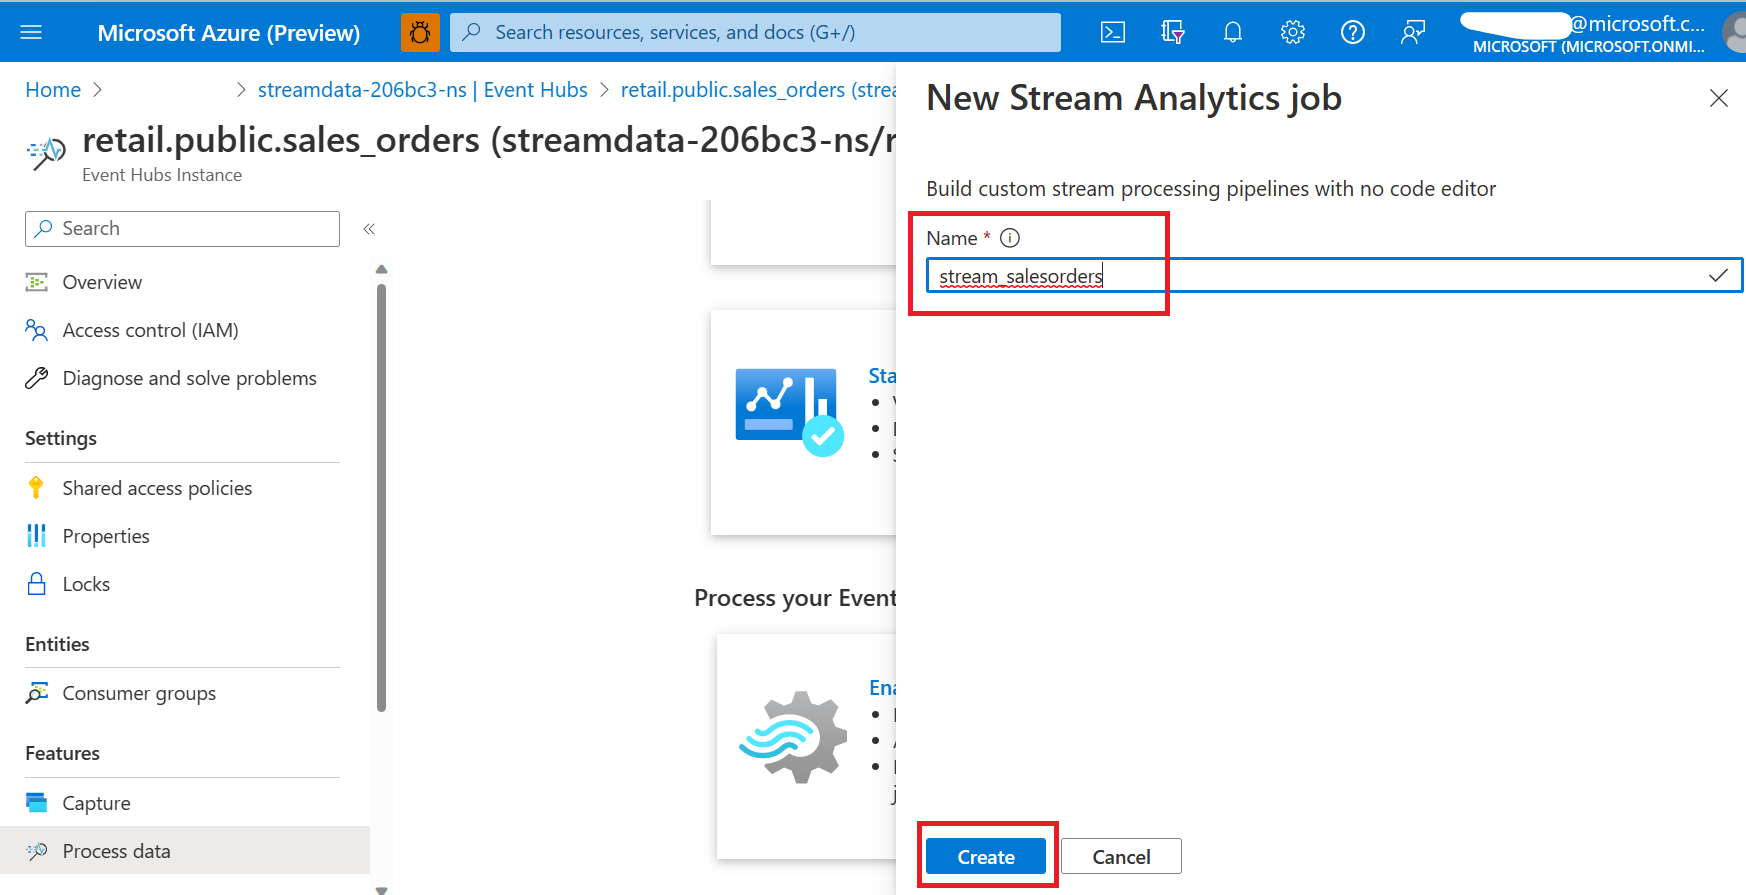 Microsoft Azure (Preview)
Search resources, services, and docs (G+/)
@microsoft.c...
MICROSOFT (MICROSOFT.ONMI...
Home > > streamdata-206bc3-ns | Event Hubs > retail.public.sales_orders (strea
retail.public.sales_orders (streamdata-206bc3-ns/r
Event Hubs Instance
Search
«
Overview
Access control (IAM)
Diagnose and solve problems
Settings
Shared access policies
Properties
Locks
Entities
Consumer groups
Features
Capture
Process data
Sta
Process your Event
Ena
New Stream Analytics job
Build custom stream processing pipelines with no code editor
Name *
stream_salesorders
Create
Cancel